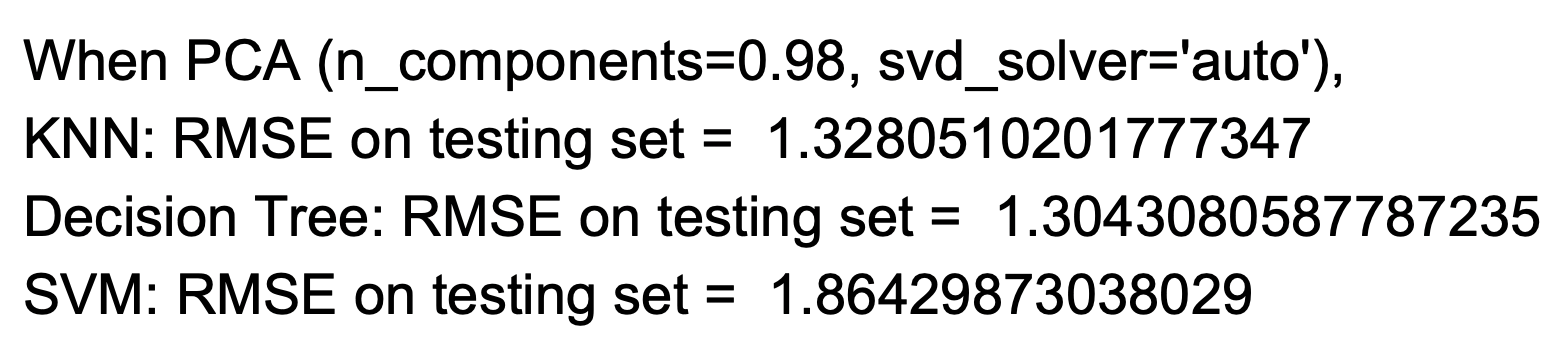 When PCA (n_components=0.98, svd_solver='auto'),
KNN: RMSE on testing set =  1.3280510201777347
Decision Tree: RMSE on testing set =  1.3043080587787235
SVM: RMSE on testing set =  1.86429873038029